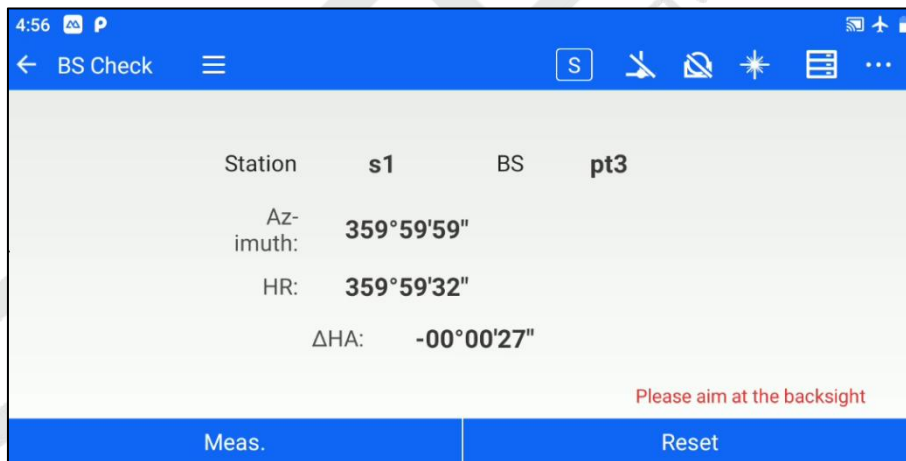 4:56
BS Check
S
Station s1 BS pt3
Az-
imuth: 359°59'59"
HR: 359°59'32"
ΔHA: -00°00'27"
Please aim at the backsight
Meas. Reset